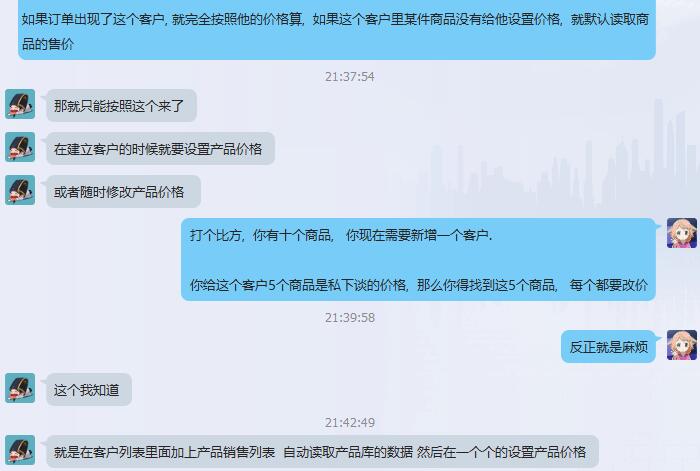 如果订单出现了这个客户, 就完全按照他的价格算, 如果这个客户里某件商品没有给他设置价格, 就默认读取商
品的售价
21:37:54
那就只能按照这个来了
在建立客户的时候就要设置产品价格
或者随时修改产品价格
打个比方, 你有十个商品, 你现在需要新增一个客户.
你给这个客户5个商品是私下谈的价格, 那么你得找到这5个商品, 每个都要改价
21:39:58
反正就是麻烦
这个我知道
21:42:49
就是在客户列表里面加上产品销售列表 自动读取产品库的数据 然后在一个个的设置产品价格